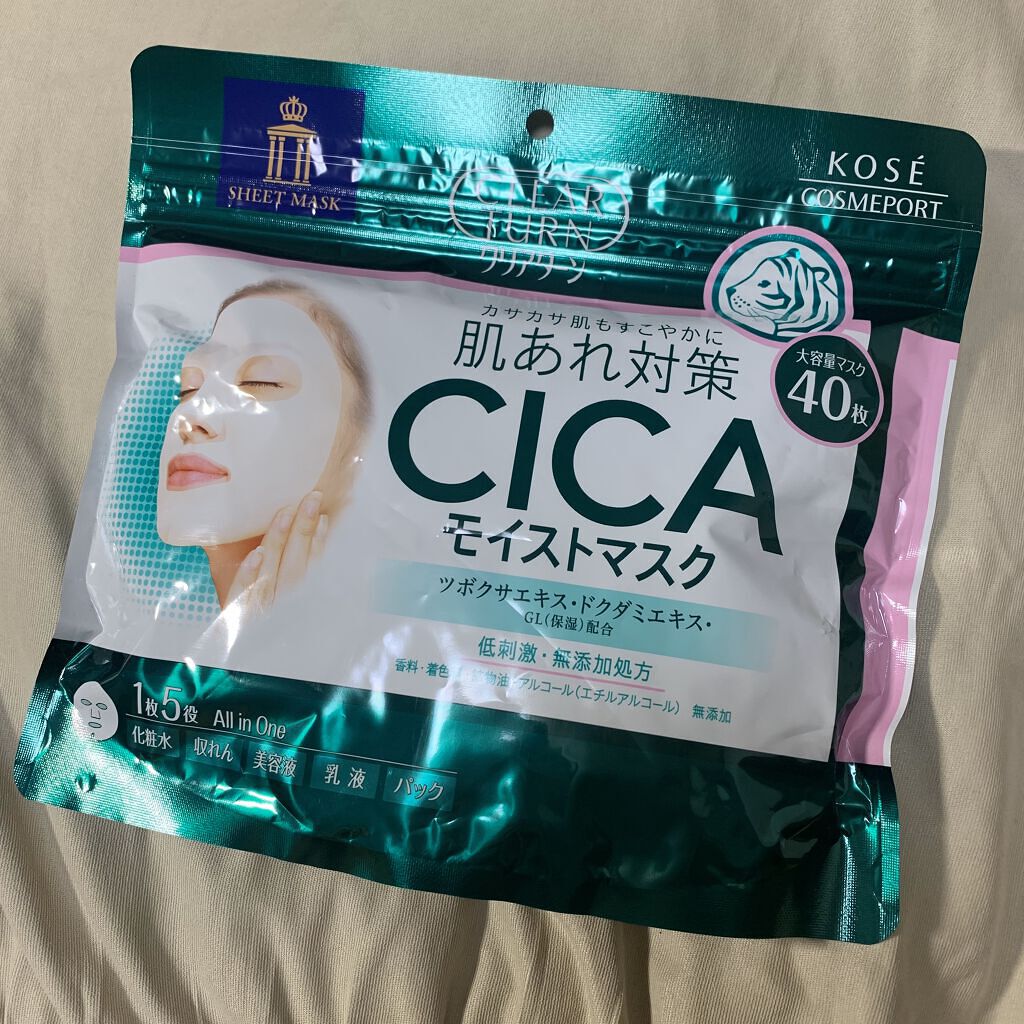 SHEET MASK
CLEAR
TURN
クリアターン
KOSÉ
COSMEPORT
カサカサ肌もすこやかに
肌あれ対策
CICA
モイストマスク
大容量マスク
40枚
ツボクサエキス・ドクダミエキス・
GL(保湿)配合
低刺激・無添加処方
香料・着色 物油・アルコール(エチルアルコール) 無添加
1枚5役 All in One
化粧水 収れん 美容液 乳液 パック